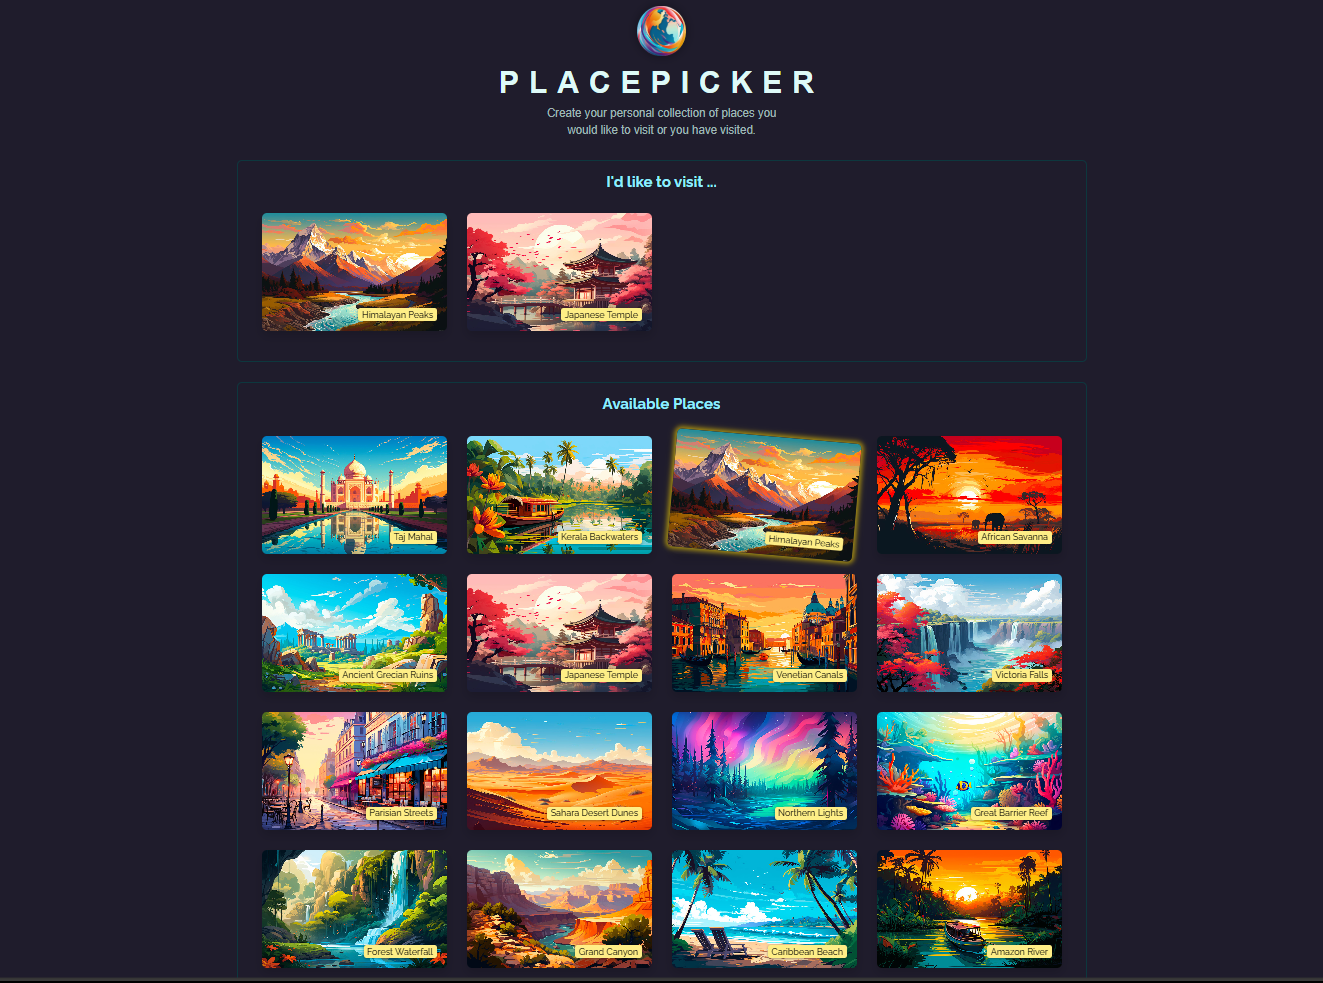 PLACEPICKER
Create your personal collection of places you
would like to visit or you have visited.
I'd like to visit ...
Himalayan Peaks
Japanese Temple
Available Places
Taj Mahal
Kerala Backwaters
Himalayan Peaks
African Savanna
Ancient Grecian Ruins
Japanese Temple
Venetian Canals
Victoria Falls
Parisian Streets
Sahara Desert Dunes
Northern Lights
Great Barrier Reef
Forest Waterfall
Grand Canyon
Caribbean Beach
Amazon River